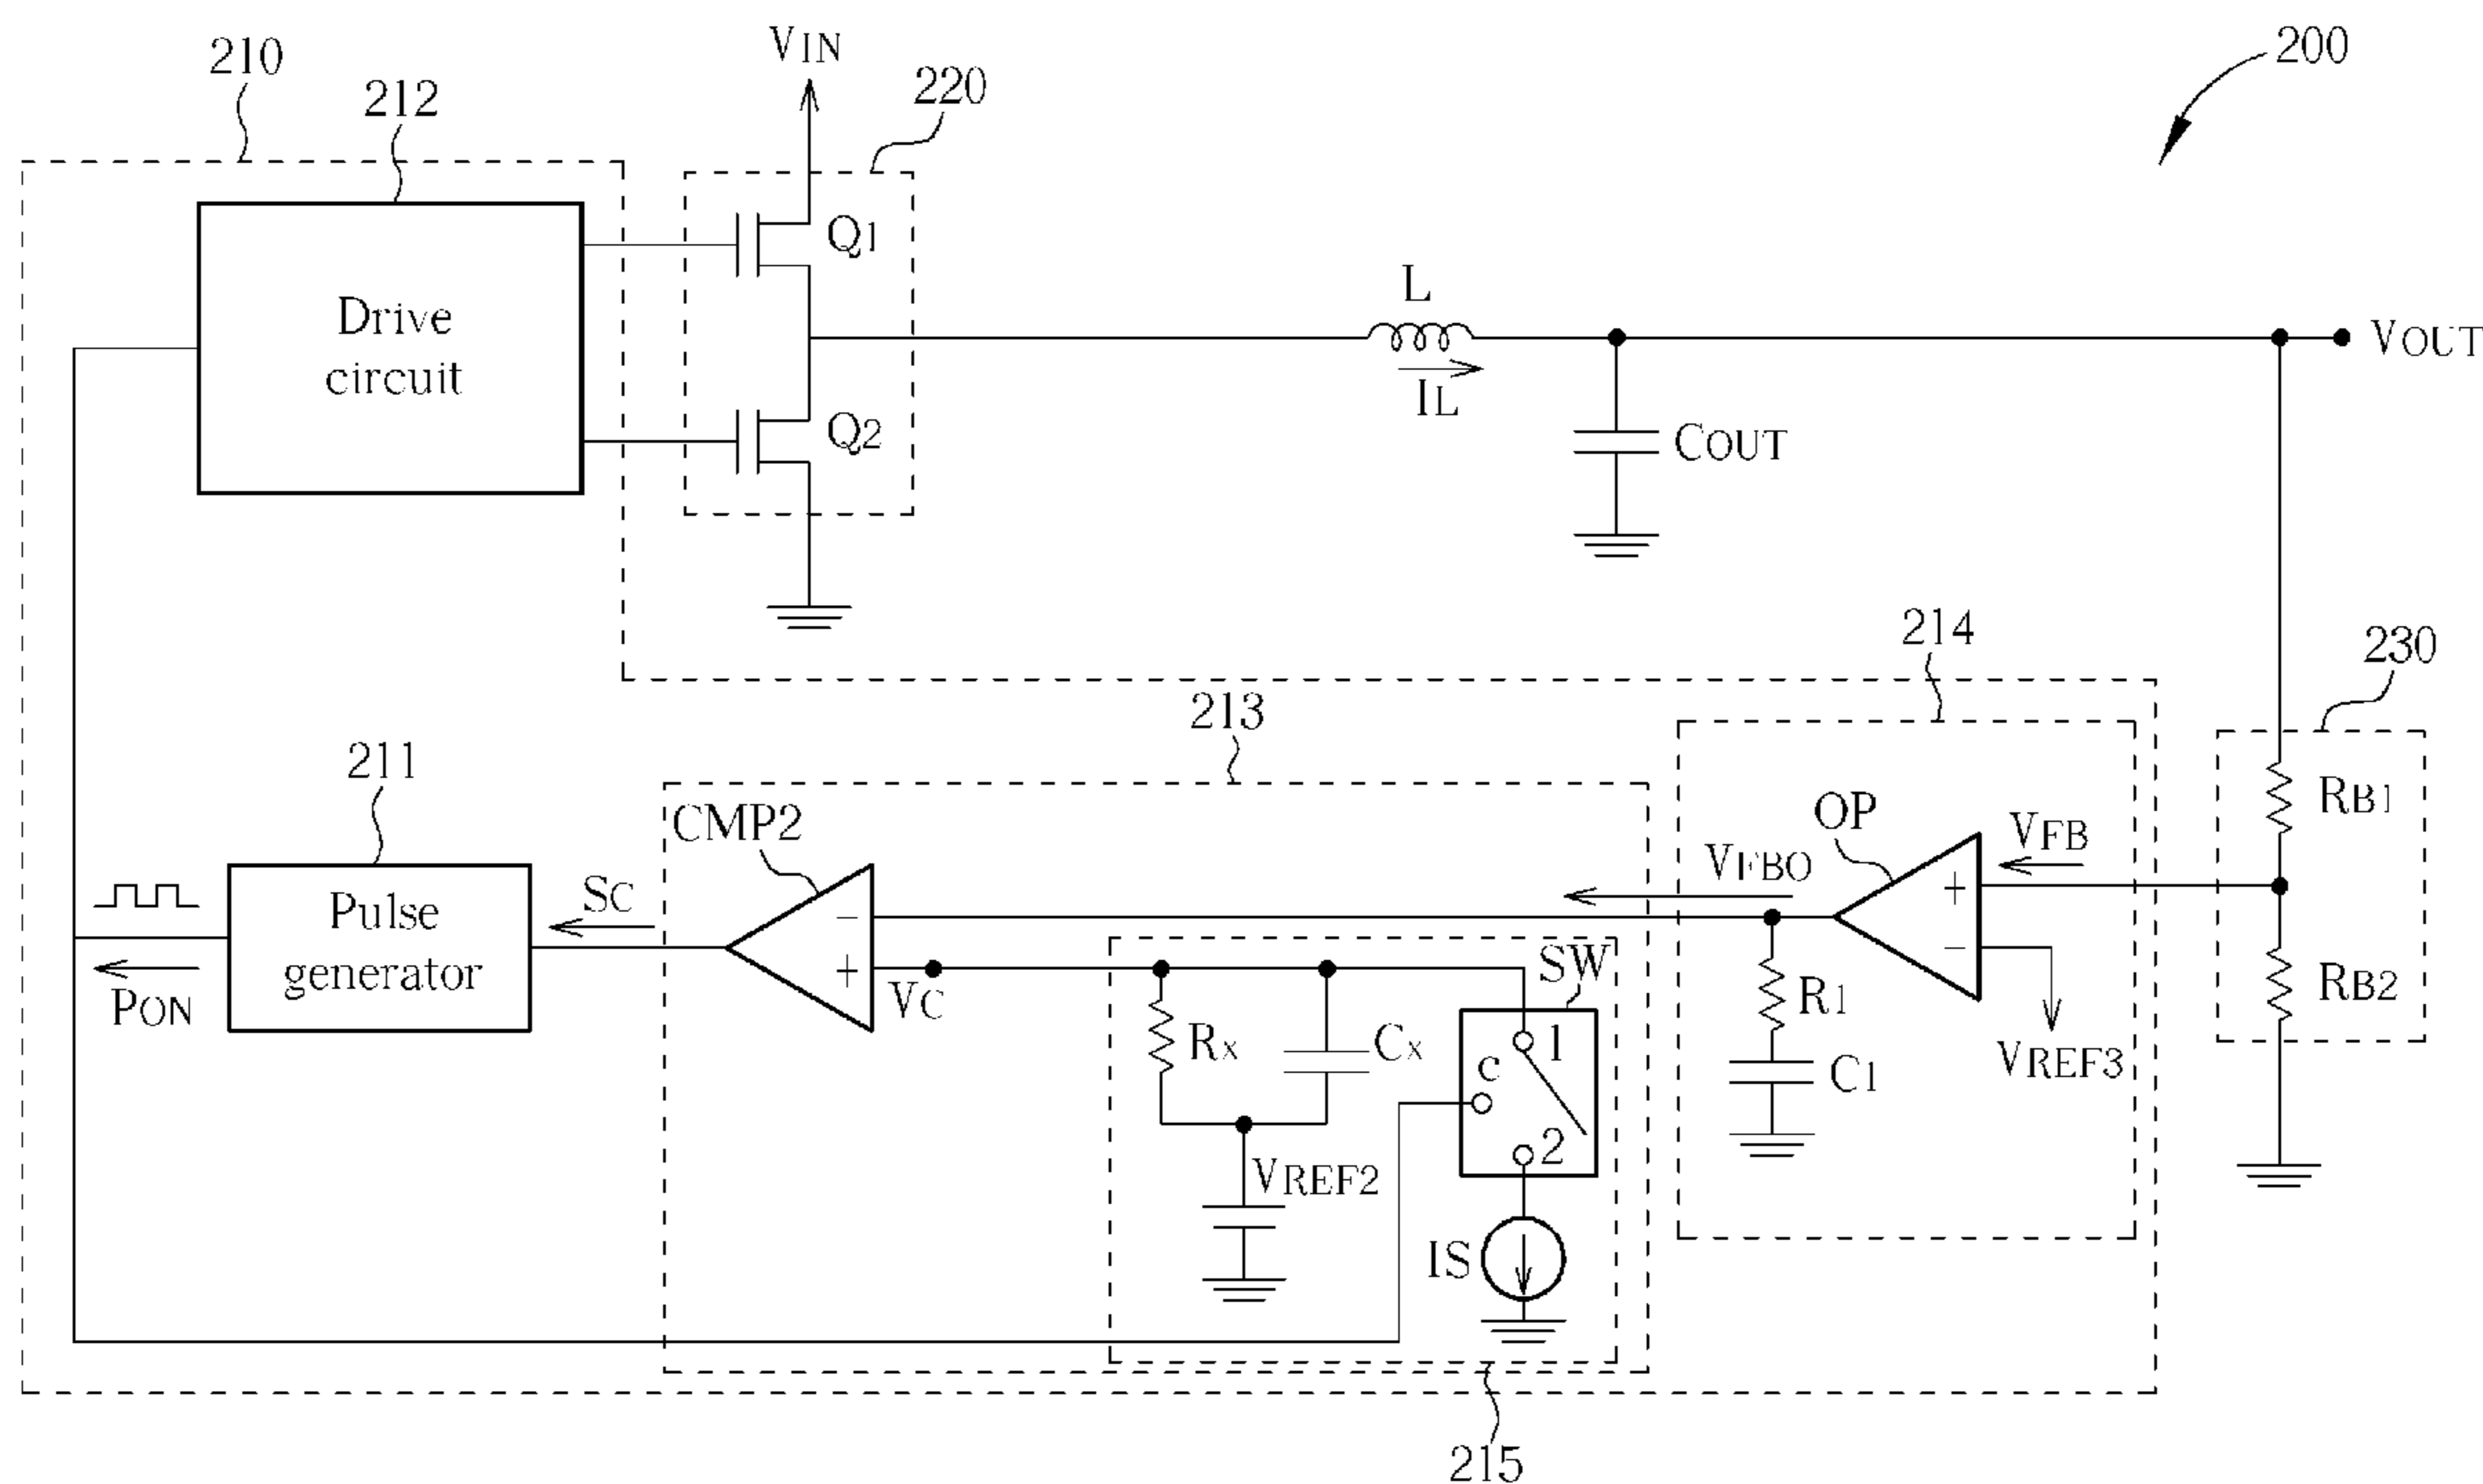 200
VIN
210
220
212
Q1
Drive
circuit
L
VOUT
IL
Q2
COUT
214
230
213
211
CMP2
OP
VFB
RB1
VFBO
SC
Pulse
generator
PON
−
+
VC
SW
+
−
R1
RB2
RX
CX
1
C
2
C1
VREF3
VREF2
IS
215